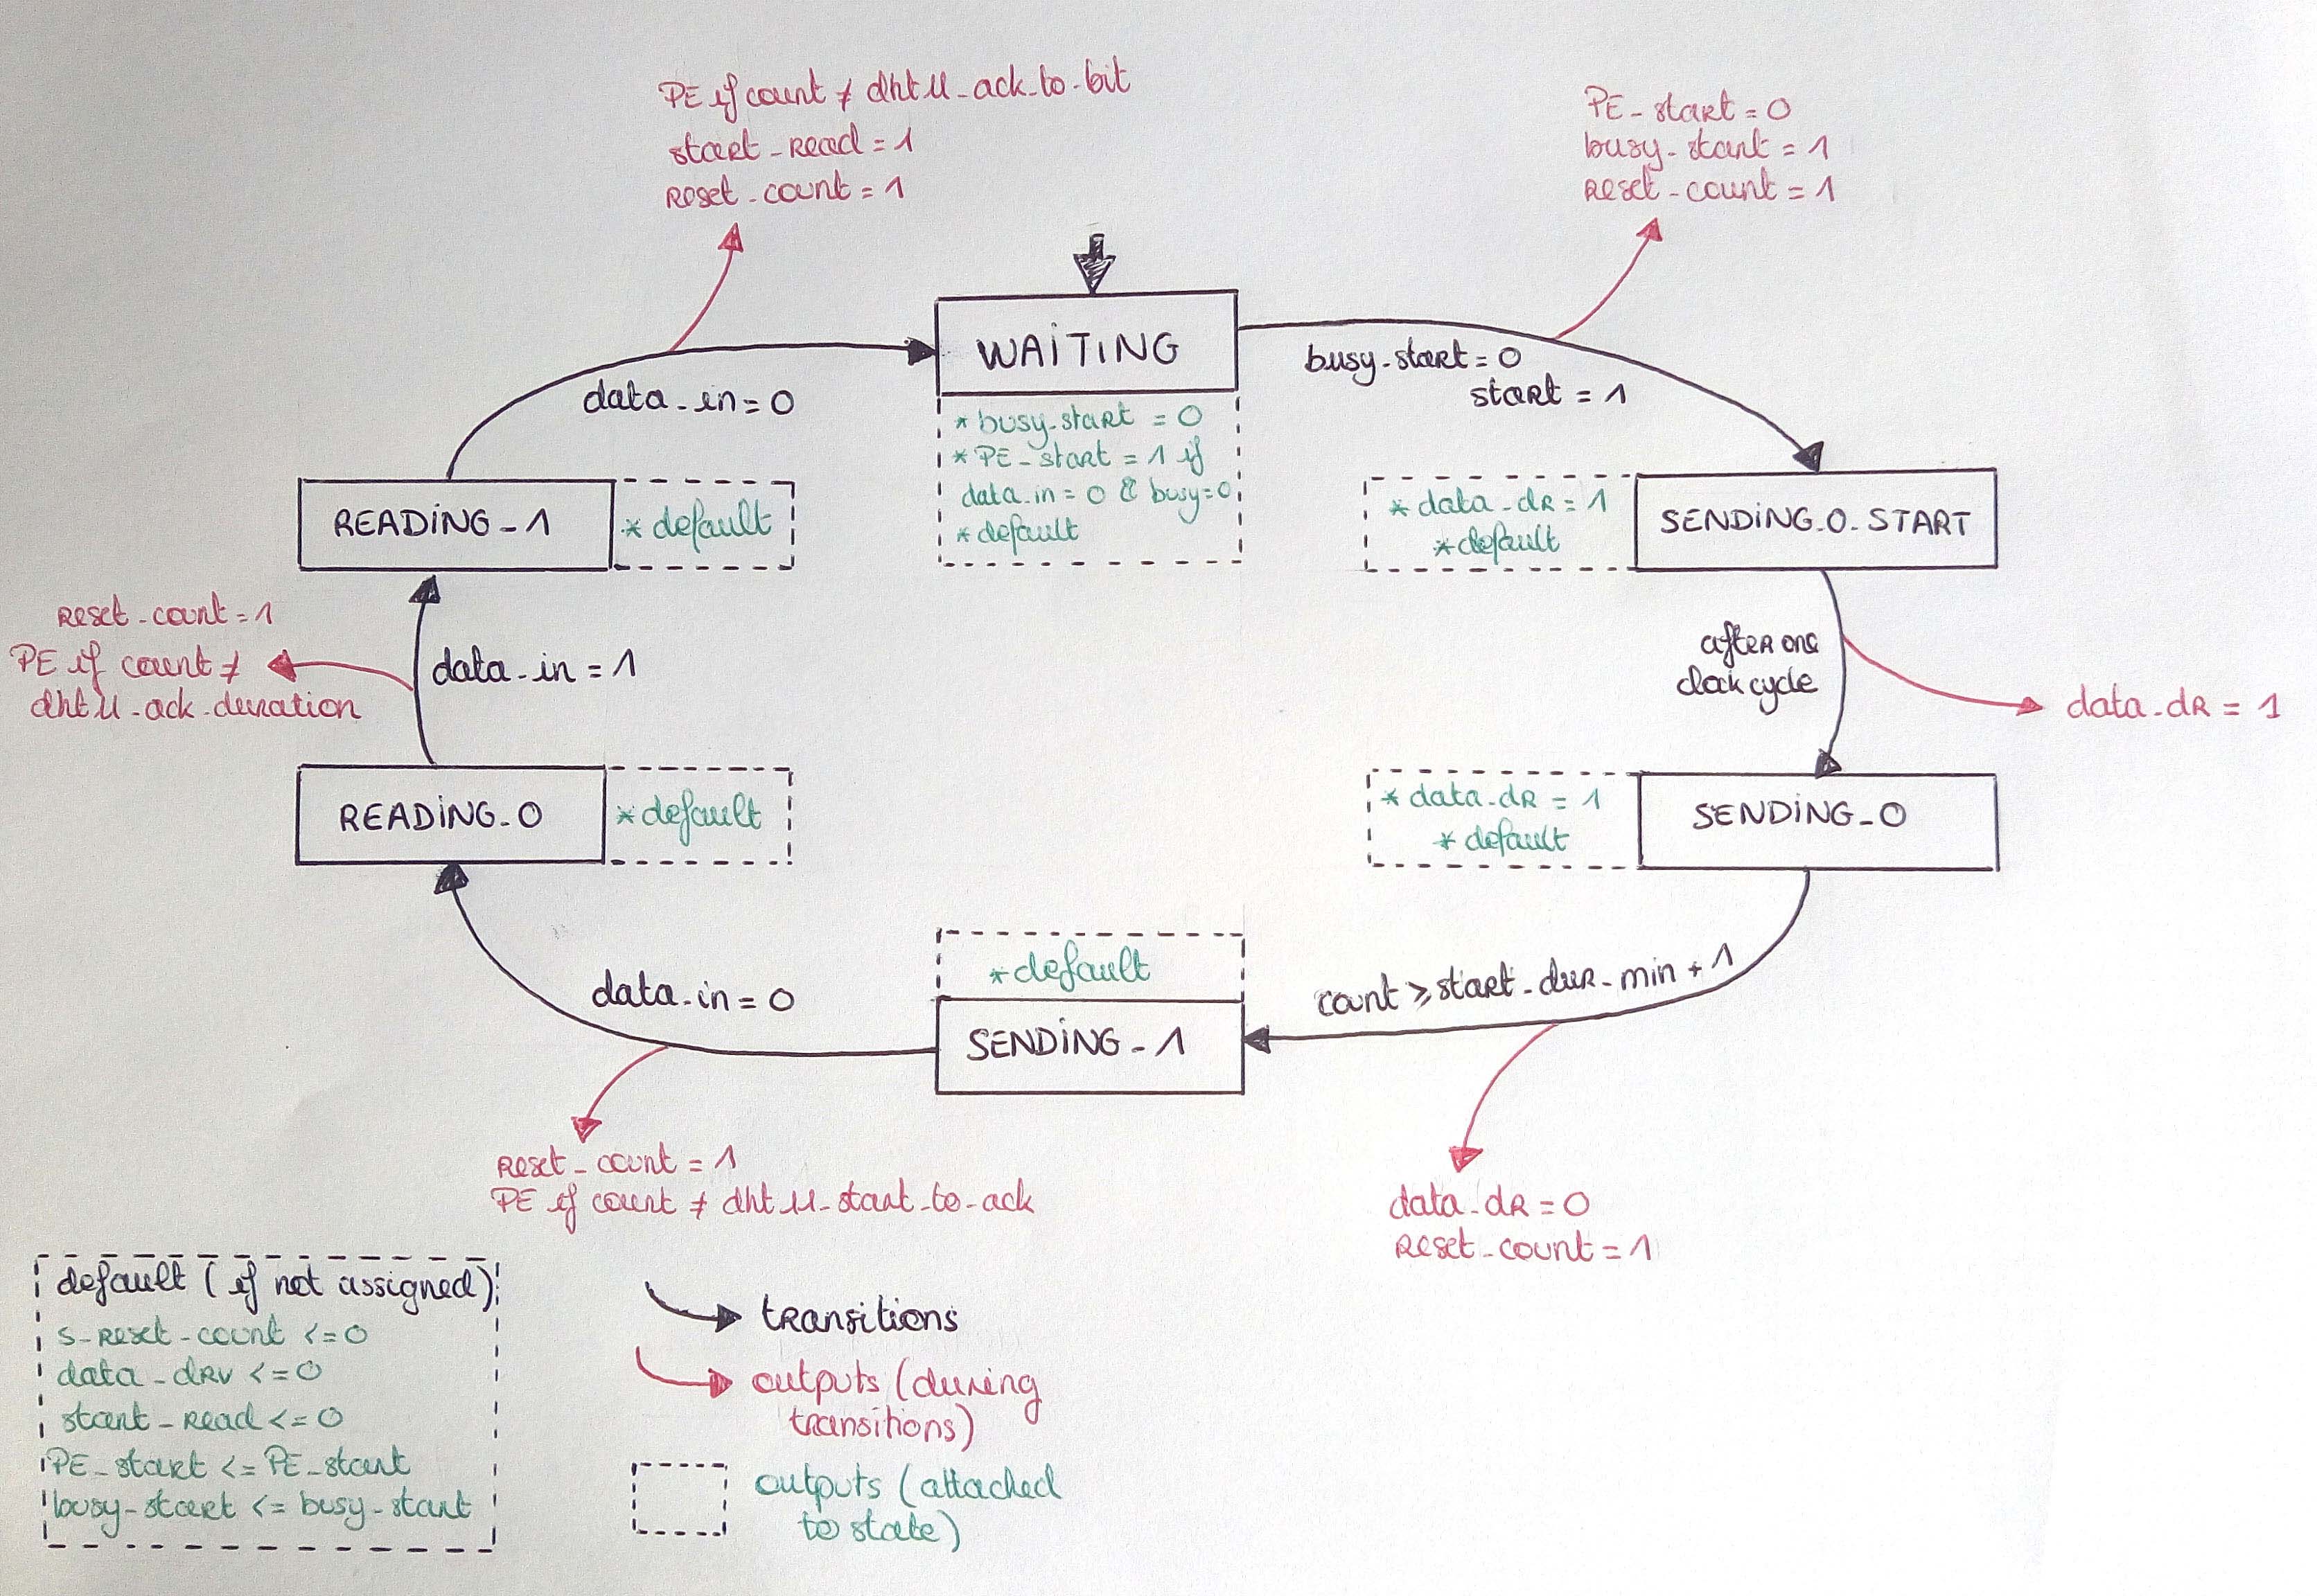 PE if count ≠ dht11_ack_to_bit
start_read = 1
reset_count = 1
PE_start = 0
busy_start = 1
reset_count = 1
WAITING
data_in = 0
busy_start = 0
start = 1
* busy_start = 0
* PE_start = 1 if
data_in = 0 & busy=0
* default
READING_1
* default
* data_dr = 1
* default
SENDING_0_START
reset_count = 1
PE if count ≠
dht11_ack_duration
data_in = 1
after one
clock cycle
data_dr = 1
READING_0
* default
* data_dr = 1
* default
SENDING_0
* default
SENDING_1
data_in = 0
count ≥ start_dur_min + 1
reset_count = 1
PE if count ≠ dht11_start_to_ack
data_dr = 0
reset_count = 1
default (if not assigned)
s_reset_count <= 0
data_drv <= 0
start_read <= 0
PE_start <= PE_start
busy_start <= busy_start
transitions
outputs (during
transitions)
outputs (attached
to state)